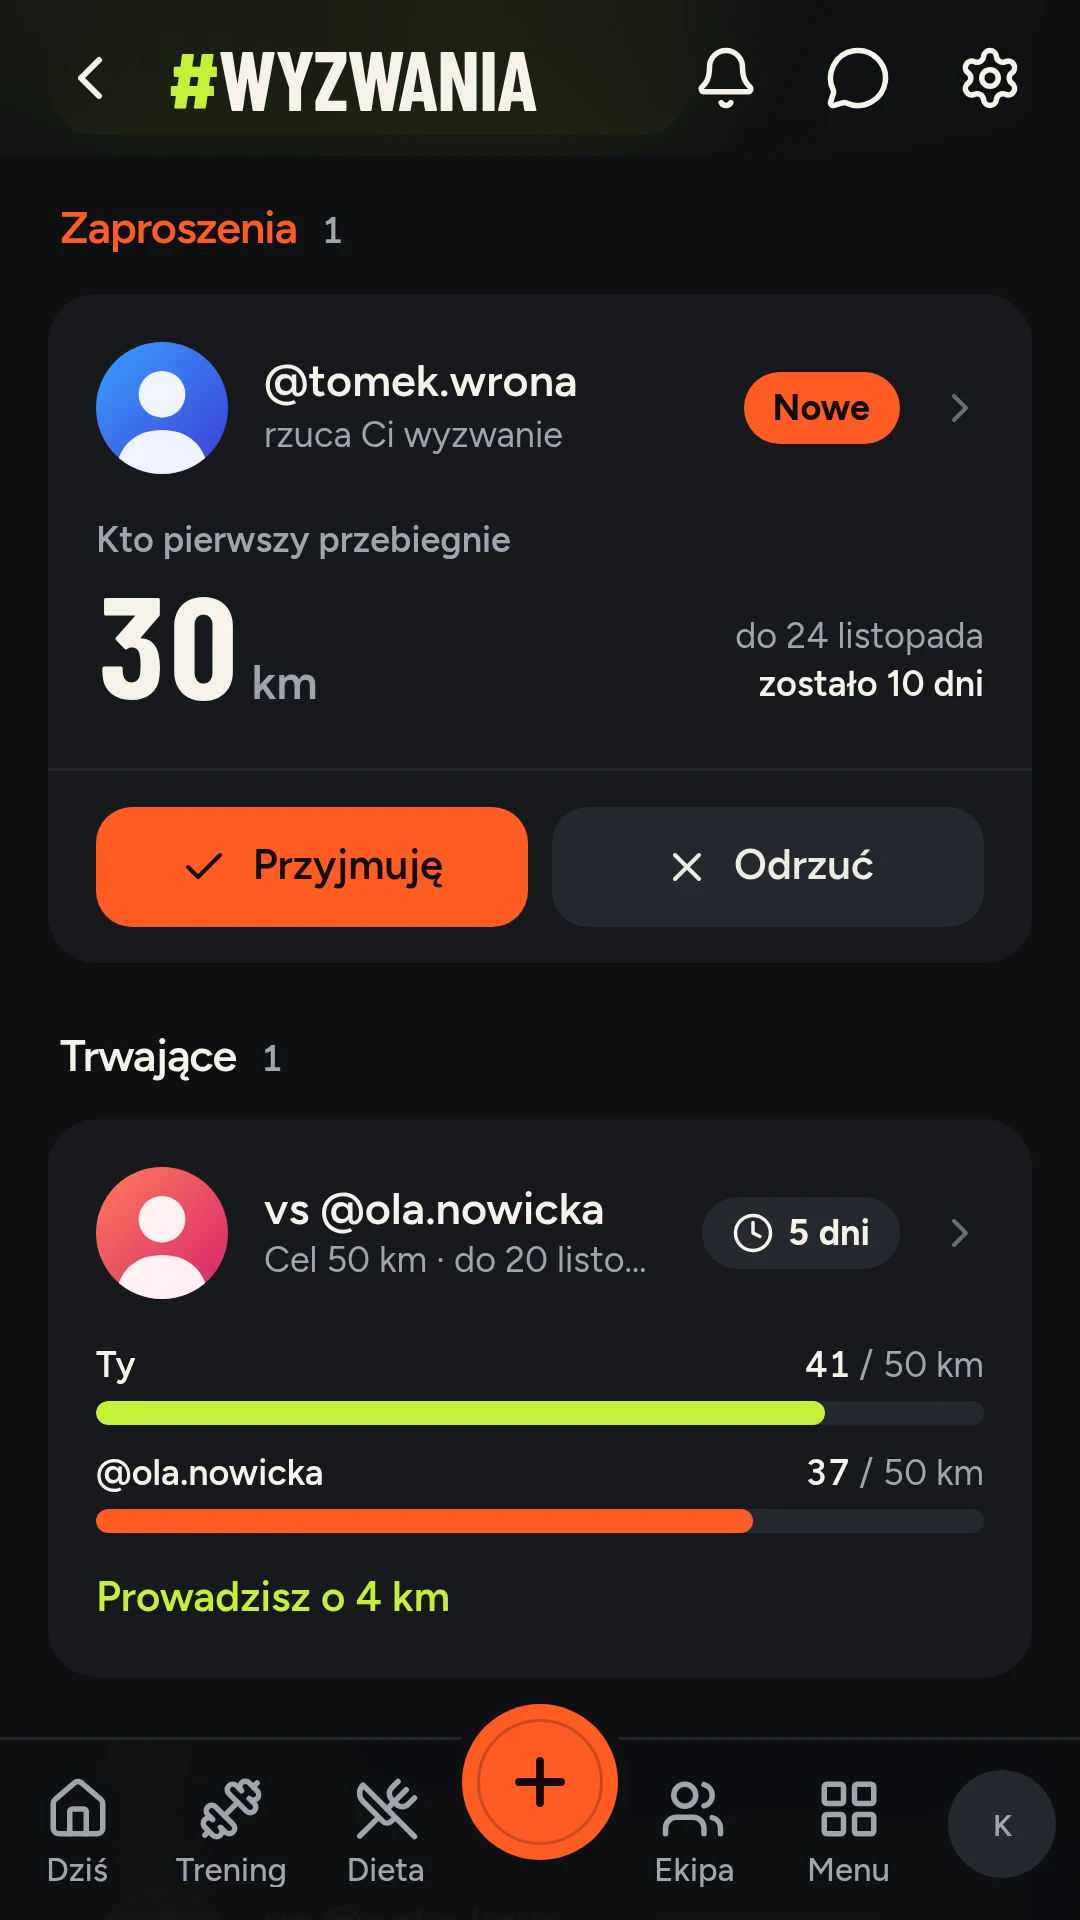 #WYZWANIA
Zaproszenia 1
@tomek.wrona
rzuca Ci wyzwanie
Nowe
Kto pierwszy przebiegnie
30 km
do 24 listopada
zostało 10 dni
Przyjmuję
Odrzuć
Trwające 1
vs @ola.nowicka
Cel 50 km · do 20 listo...
5 dni
Ty 41 / 50 km
@ola.nowicka 37 / 50 km
Prowadzisz o 4 km
Dziś
Trening
Dieta
Ekipa
Menu
K